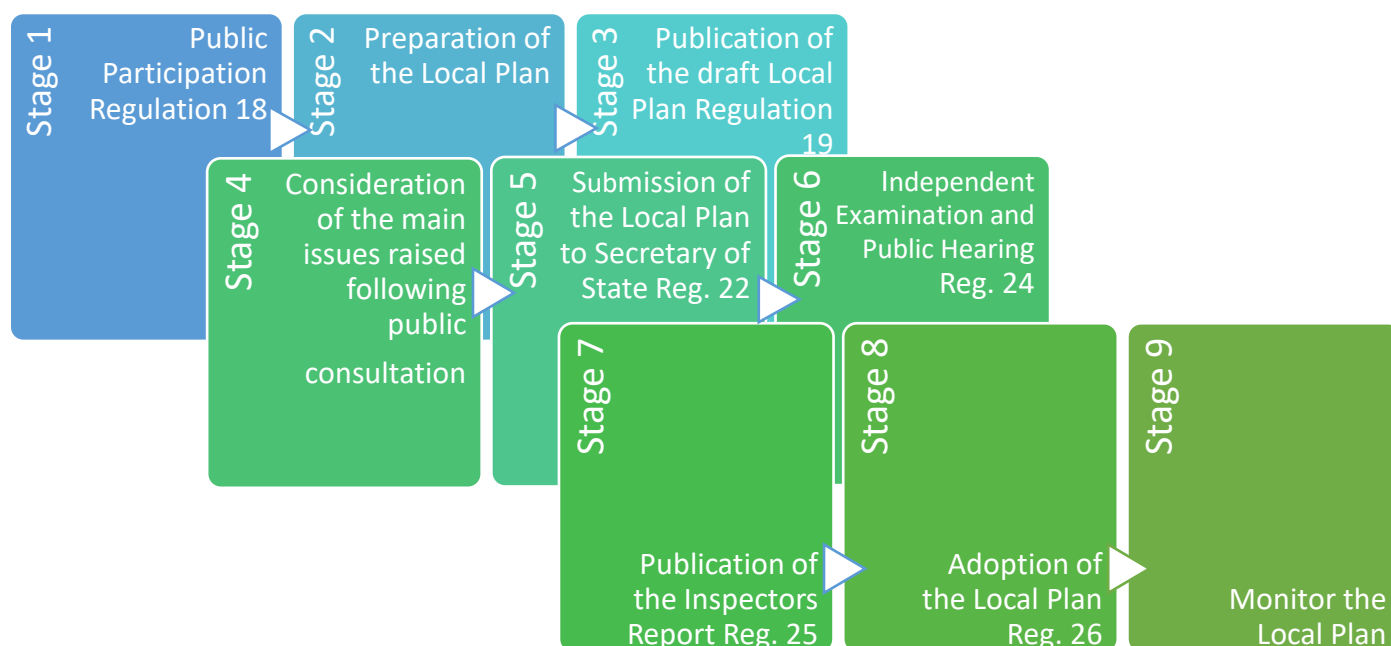 Stage 1
Public
Participation
Regulation 18
Stage 2
Preparation of
the Local Plan
Stage 3
Publication of
the draft Local
Plan Regulation
19
Stage 4
Consideration
of the main
issues raised
following
public
consultation
Stage 5
Submission of
the Local Plan
to Secretary of
State Reg. 22
Stage 6
Independent
Examination and
Public Hearing
Reg. 24
Stage 7
Publication of
the Inspectors
Report Reg. 25
Stage 8
Adoption of
the Local Plan
Reg. 26
Stage 9
Monitor the
Local Plan